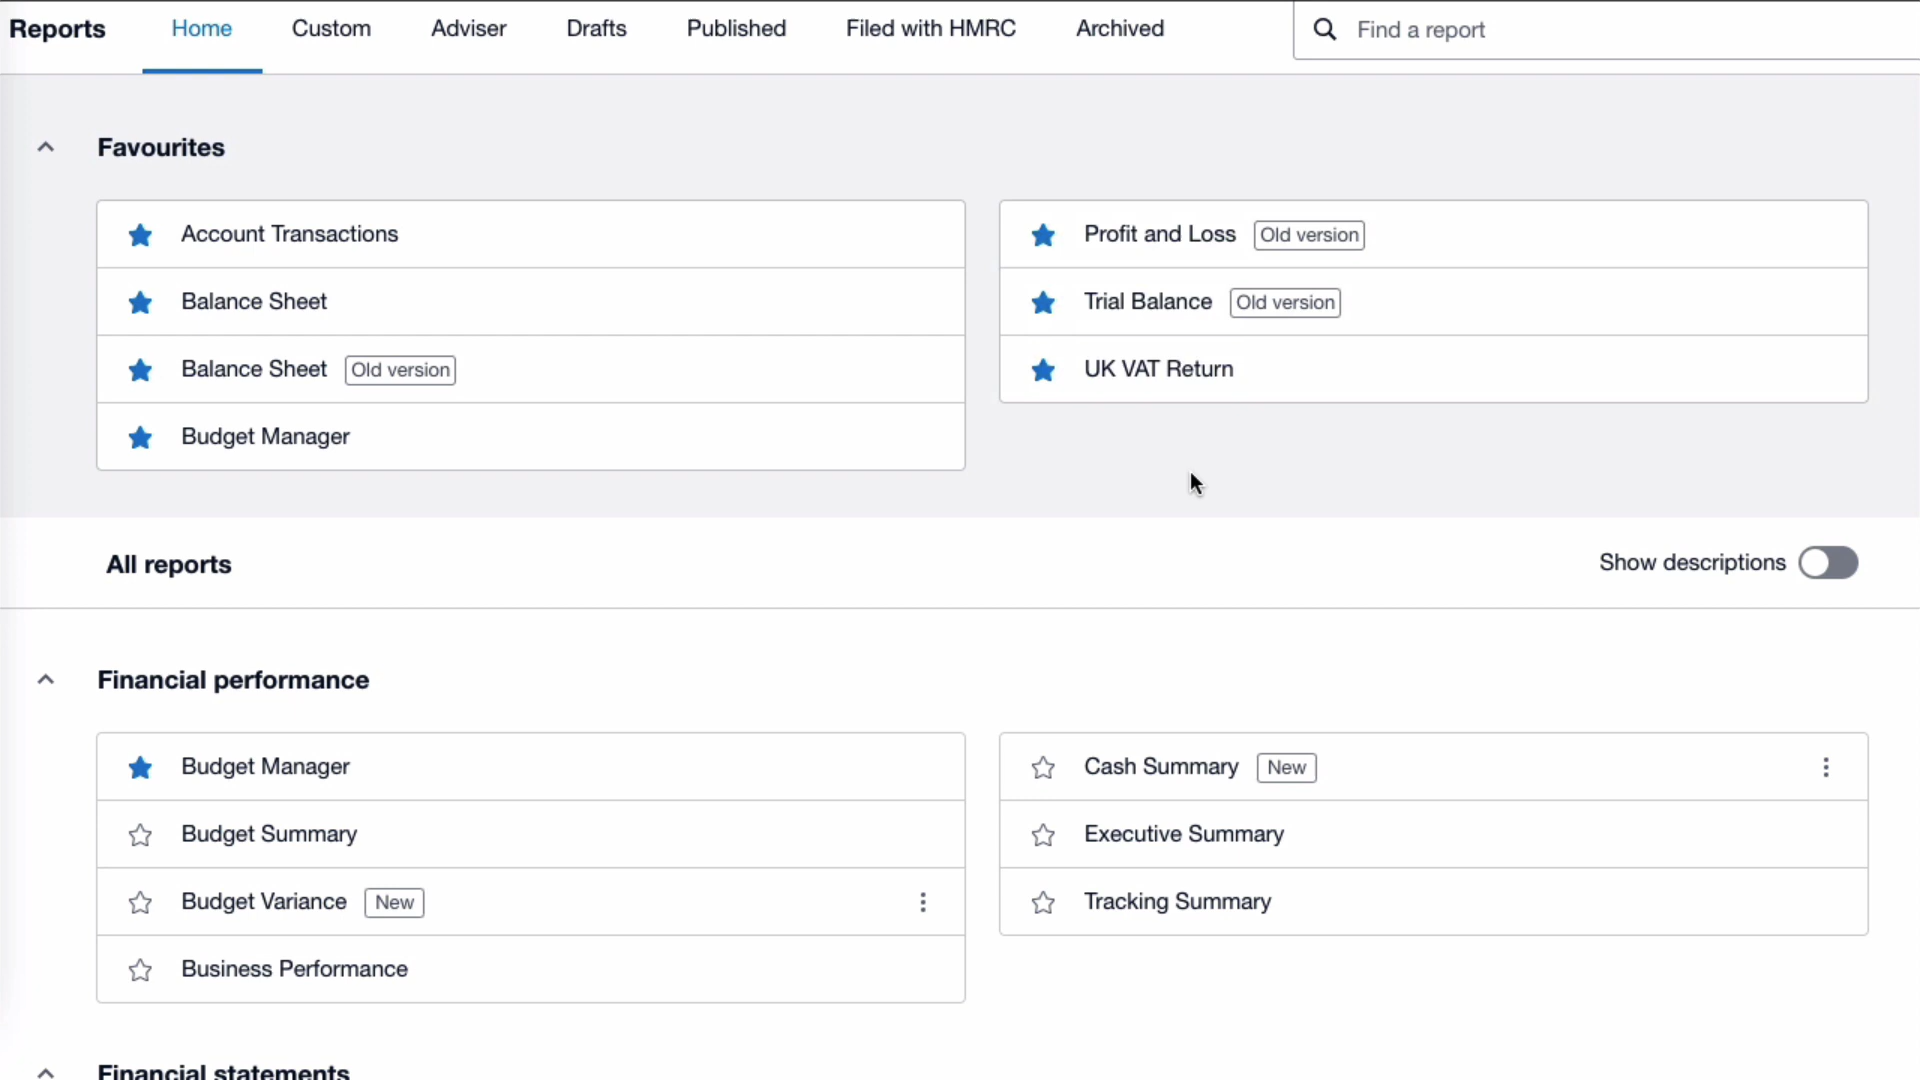 Reports Home Custom Adviser Drafts Published Filed with HMRC Archived Find a report
Favourites
Account Transactions
Balance Sheet
Balance Sheet Old version
Budget Manager
Profit and Loss Old version
Trial Balance Old version
UK VAT Return
All reports
Show descriptions
Financial performance
Budget Manager
Budget Summary
Budget Variance New
Business Performance
Cash Summary New
Executive Summary
Tracking Summary
Financial statements